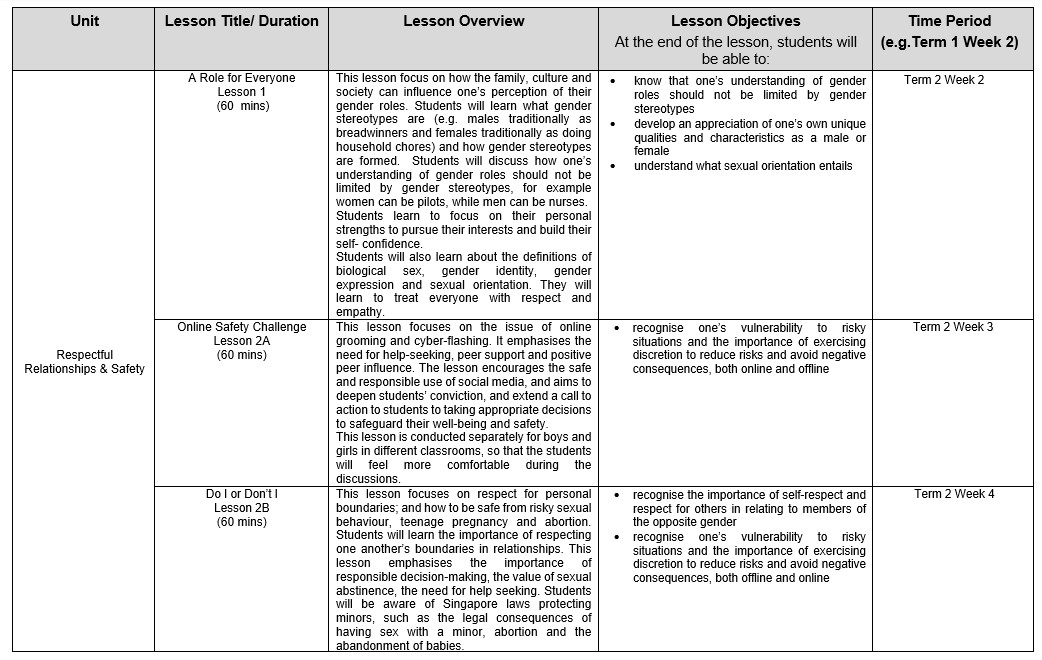 Unit
Lesson Title/ Duration
Lesson Overview
Lesson Objectives
At the end of the lesson, students will
be able to:
Time Period
(e.g.Term 1 Week 2)
Respectful
Relationships & Safety
A Role for Everyone
Lesson 1
(60 mins)
This lesson focus on how the family, culture and
society can influence one's perception of their
gender roles. Students will learn what gender
stereotypes are (e.g. males traditionally as
breadwinners and females traditionally as doing
household chores) and how gender stereotypes
are formed. Students will discuss how one's
understanding of gender roles should not be
limited by gender stereotypes, for example
women can be pilots, while men can be nurses.
Students learn to focus on their personal
strengths to pursue their interests and build their
self- confidence.
Students will also learn about the definitions of
biological sex, gender identity, gender
expression and sexual orientation. They will
learn to treat everyone with respect and
empathy.
• know that one's understanding of gender
roles should not be limited by gender
stereotypes
• develop an appreciation of one's own unique
qualities and characteristics as a male or
female
• understand what sexual orientation entails
Term 2 Week 2
Online Safety Challenge
Lesson 2A
(60 mins)
This lesson focuses on the issue of online
grooming and cyber-flashing. It emphasises the
need for help-seeking, peer support and positive
peer influence. The lesson encourages the safe
and responsible use of social media, and aims to
deepen students' conviction, and extend a call to
action to students to taking appropriate decisions
to safeguard their well-being and safety.
This lesson is conducted separately for boys and
girls in different classrooms, so that the students
will feel more comfortable during the
discussions.
• recognise one's vulnerability to risky
situations and the importance of exercising
discretion to reduce risks and avoid negative
consequences, both online and offline
Term 2 Week 3
Do I or Don't I
Lesson 2B
(60 mins)
This lesson focuses on respect for personal
boundaries; and how to be safe from risky sexual
behaviour, teenage pregnancy and abortion.
Students will learn the importance of respecting
one another's boundaries in relationships. This
lesson emphasises the importance of
responsible decision-making, the value of sexual
abstinence, the need for help seeking. Students
will be aware of Singapore laws protecting
minors, such as the legal consequences of
having sex with a minor, abortion and the
abandonment of babies.
• recognise the importance of self-respect and
respect for others in relating to members of
the opposite gender
• recognise one's vulnerability to risky
situations and the importance of exercising
discretion to reduce risks and avoid negative
consequences, both offline and online
Term 2 Week 4